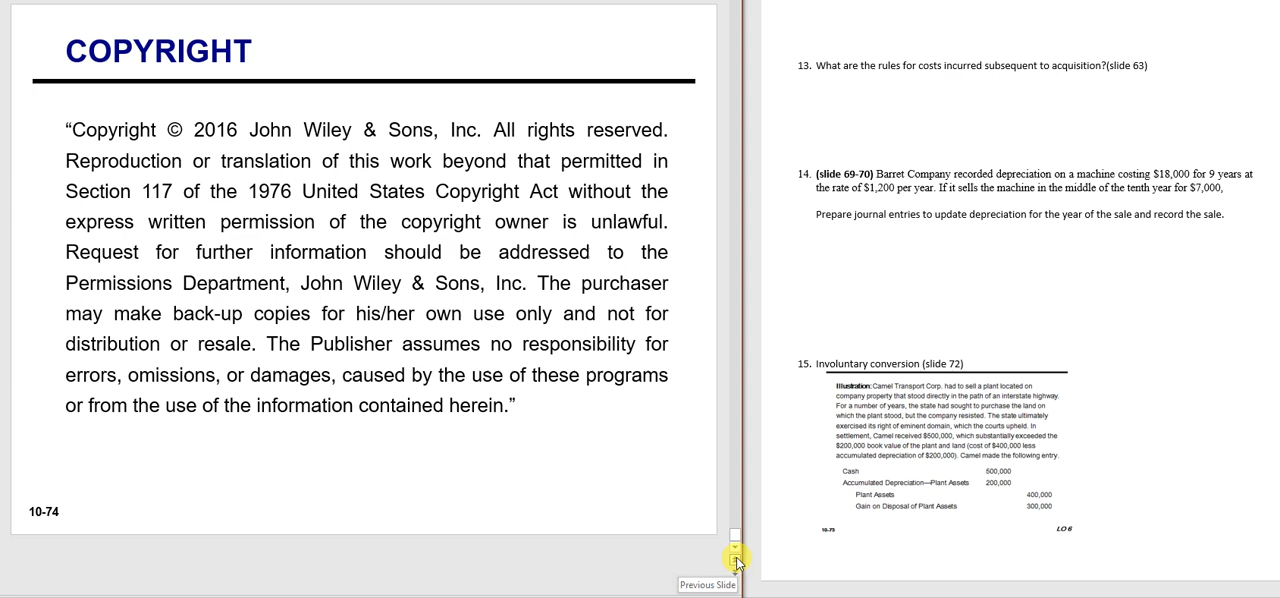 COPYRIGHT
“Copyright © 2016 John Wiley & Sons, Inc. All rights reserved.
Reproduction or translation of this work beyond that permitted in
Section 117 of the 1976 United States Copyright Act without the
express written permission of the copyright owner is unlawful.
Request for further information should be addressed to the
Permissions Department, John Wiley & Sons, Inc. The purchaser
may make back-up copies for his/her own use only and not for
distribution or resale. The Publisher assumes no responsibility for
errors, omissions, or damages, caused by the use of these programs
or from the use of the information contained herein.”
10-74
Previous Slide
13. What are the rules for costs incurred subsequent to acquisition?(slide 63)
14. (slide 69-70) Barret Company recorded depreciation on a machine costing $18,000 for 9 years at
the rate of $1,200 per year. If it sells the machine in the middle of the tenth year for $7,000,
Prepare journal entries to update depreciation for the year of the sale and record the sale.
15. Involuntary conversion (slide 72)
Illustration: Camel Transport Corp. had to sell a plant located on
company property that stood directly in the path of an interstate highway.
For a number of years, the state had sought to purchase the land on
which the plant stood, but the company resisted. The state ultimately
exercised its right of eminent domain, which the courts upheld. In
settlement, Camel received $500,000, which substantially exceeded the
$200,000 book value of the plant and land (cost of $400,000 less
accumulated depreciation of $200,000). Camel made the following entry.
Cash 500,000
Accumulated Depreciation—Plant Assets 200,000
Plant Assets 400,000
Gain on Disposal of Plant Assets 300,000
10-73 LO 6